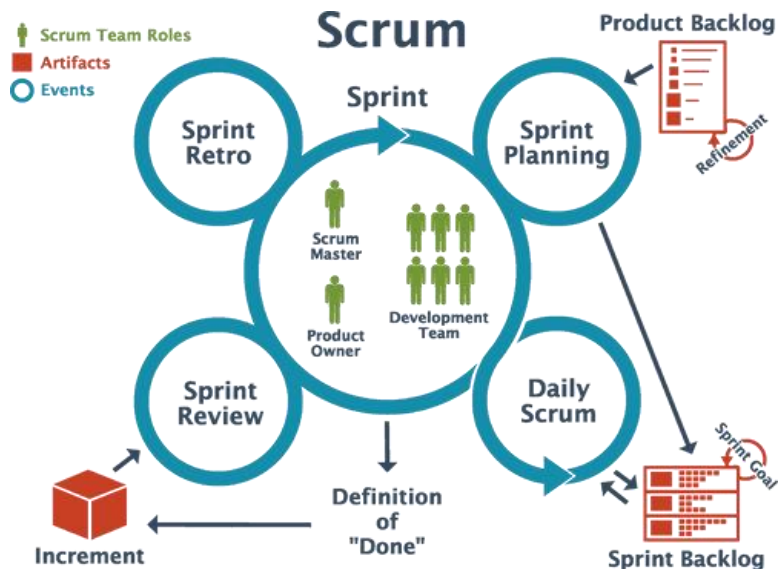 Scrum
Scrum Team Roles
Artifacts
Events
Product Backlog
Refinement
Sprint
Sprint
Retro
Sprint
Planning
Scrum
Master
Product
Owner
Development
Team
Sprint
Review
Daily
Scrum
Sprint Goal
Definition
of
"Done"
Increment
Sprint Backlog